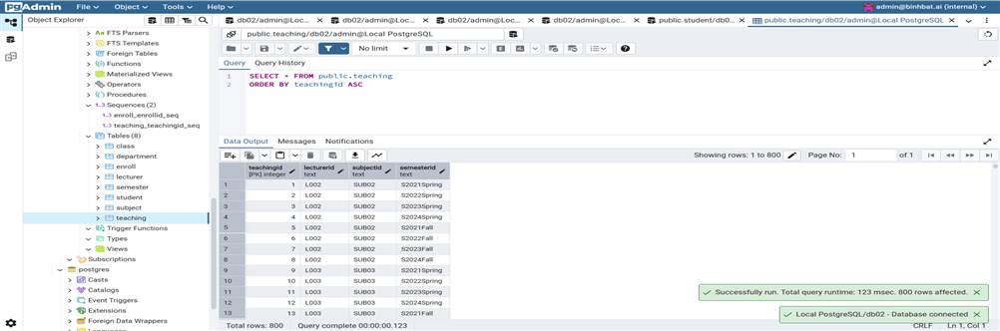 pgAdmin File Object Tools Help admin@binhbat.ai (internal)
Object Explorer
db02/admin@Loc... db02/admin@Loc... db02/admin@Loc... db02/admin@Loc... public.student/db0... public.teaching/db02/admin@Local PostgreSQL
FTS Parsers
FTS Templates
Foreign Tables
Functions
Materialized Views
Operators
Procedures
Sequences (2)
enroll_enrollid_seq
teaching_teachingid_seq
Tables (8)
class
department
enroll
lecturer
semester
student
subject
teaching
Trigger Functions
Types
Views
Subscriptions
postgres
Casts
Catalogs
Event Triggers
Extensions
Foreign Data Wrappers
Languages
public.teaching/db02/admin@Local PostgreSQL
No limit
Query Query History
1 SELECT * FROM public.teaching
2 ORDER BY teachingid ASC
Data Output Messages Notifications
Showing rows: 1 to 800 Page No: 1 of 1
teachingid lecturerid subjectid semesterid
[PK] integer text text text
1 1 L002 SUB02 S2021Spring
2 2 L002 SUB02 S2022Spring
3 3 L002 SUB02 S2023Spring
4 4 L002 SUB02 S2024Spring
5 5 L002 SUB02 S2021Fall
6 6 L002 SUB02 S2022Fall
7 7 L002 SUB02 S2023Fall
8 8 L002 SUB02 S2024Fall
9 9 L003 SUB03 S2021Spring
10 10 L003 SUB03 S2022Spring
11 11 L003 SUB03 S2023Spring
12 12 L003 SUB03 S2024Spring
13 13 L003 SUB03 S2021Fall
Successfully run. Total query runtime: 123 msec. 800 rows affected.
Local PostgreSQL/db02 - Database connected
Total rows: 800 Query complete 00:00:00.123 CRLF Ln 1, Col 1